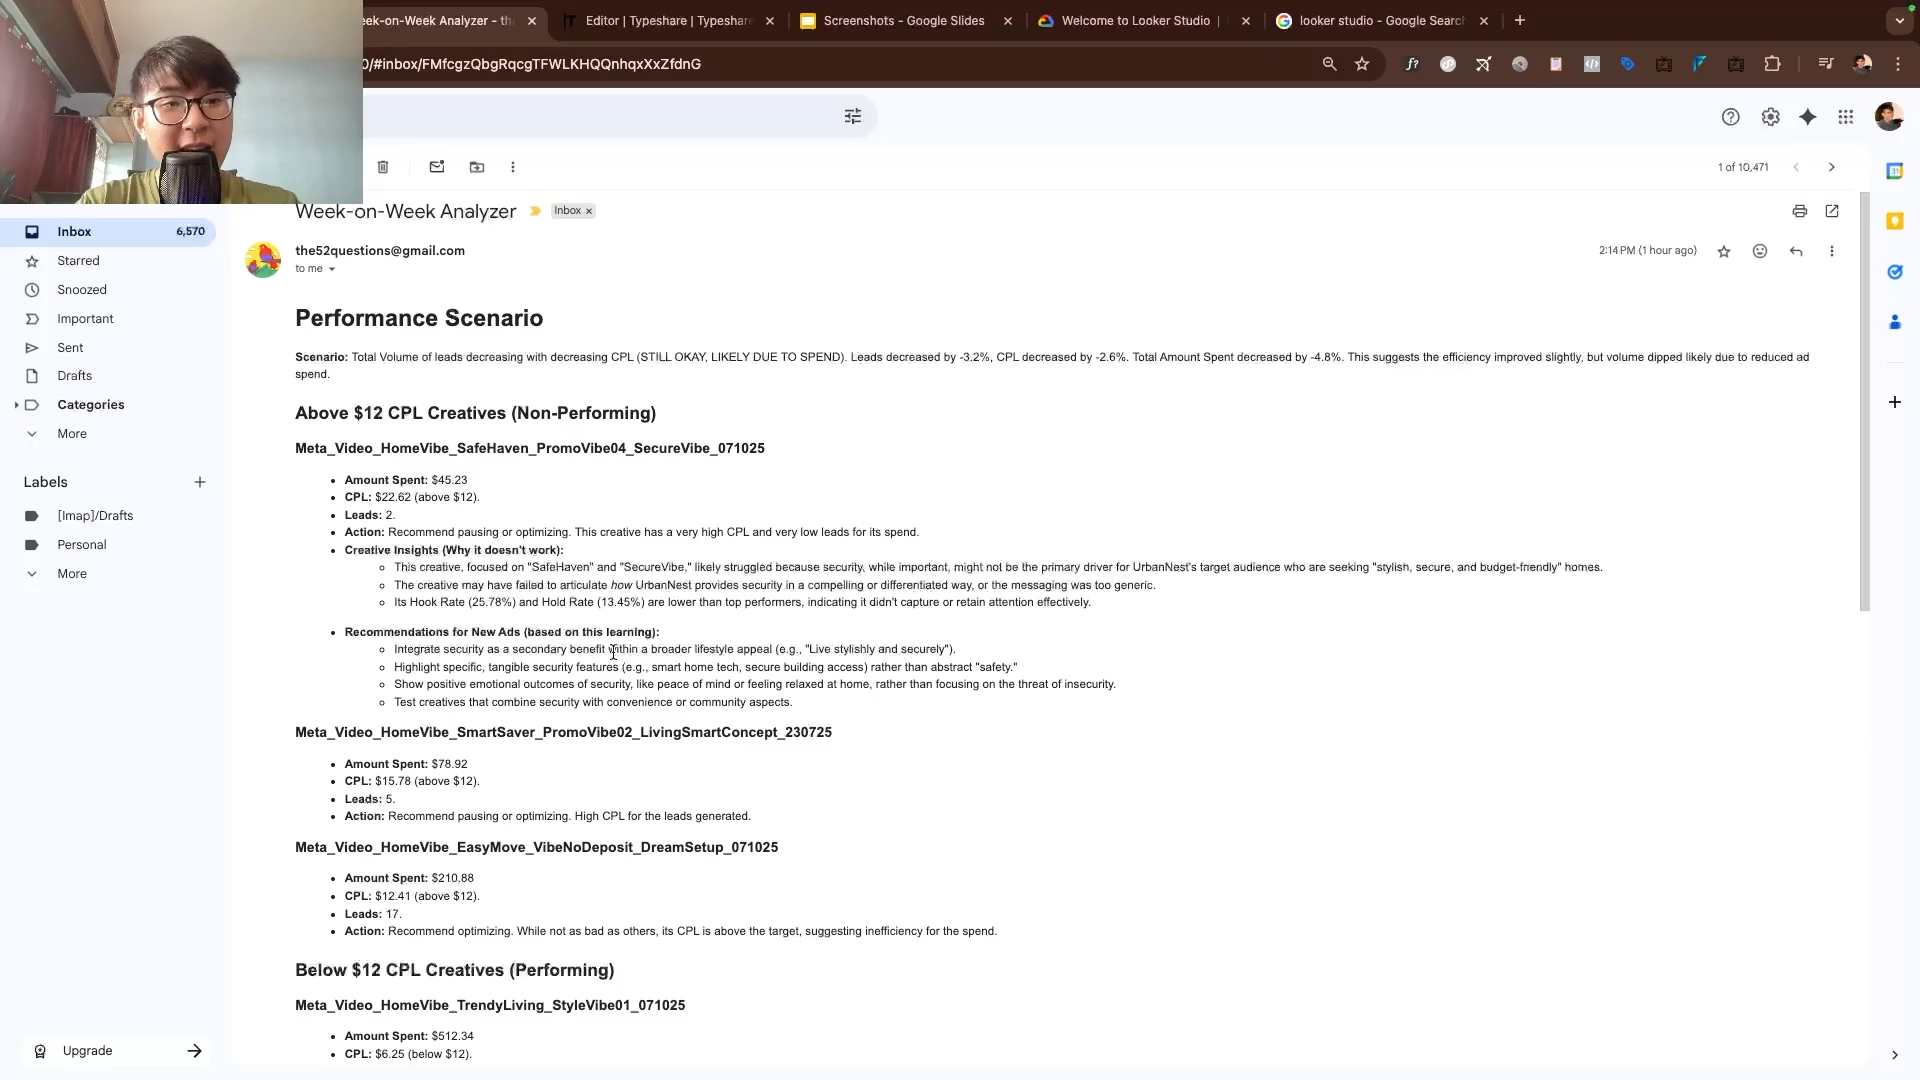 eek-on-Week Analyzer - tha
Editor | Typeshare | Typeshare
Screenshots - Google Slides
Welcome to Looker Studio |
looker studio - Google Search
0/#inbox/FMfcgzQbgRqcgTFWLKHQQnhqxXxZfdnG
1 of 10,471
Week-on-Week Analyzer
Inbox ×
Inbox 6,570
Starred
Snoozed
Important
Sent
Drafts
Categories
More
Labels
[Imap]/Drafts
Personal
More
Upgrade
the52questions@gmail.com
to me
2:14 PM (1 hour ago)
Performance Scenario
Scenario: Total Volume of leads decreasing with decreasing CPL (STILL OKAY, LIKELY DUE TO SPEND). Leads decreased by -3.2%, CPL decreased by -2.6%. Total Amount Spent decreased by -4.8%. This suggests the efficiency improved slightly, but volume dipped likely due to reduced ad
spend.
Above $12 CPL Creatives (Non-Performing)
Meta_Video_HomeVibe_SafeHaven_PromoVibe04_SecureVibe_071025
Amount Spent: $45.23
CPL: $22.62 (above $12).
Leads: 2.
Action: Recommend pausing or optimizing. This creative has a very high CPL and very low leads for its spend.
Creative Insights (Why it doesn't work):
This creative, focused on "SafeHaven" and "SecureVibe," likely struggled because security, while important, might not be the primary driver for UrbanNest's target audience who are seeking "stylish, secure, and budget-friendly" homes.
The creative may have failed to articulate how UrbanNest provides security in a compelling or differentiated way, or the messaging was too generic.
Its Hook Rate (25.78%) and Hold Rate (13.45%) are lower than top performers, indicating it didn't capture or retain attention effectively.
Recommendations for New Ads (based on this learning):
Integrate security as a secondary benefit within a broader lifestyle appeal (e.g., "Live stylishly and securely").
Highlight specific, tangible security features (e.g., smart home tech, secure building access) rather than abstract "safety."
Show positive emotional outcomes of security, like peace of mind or feeling relaxed at home, rather than focusing on the threat of insecurity.
Test creatives that combine security with convenience or community aspects.
Meta_Video_HomeVibe_SmartSaver_PromoVibe02_LivingSmartConcept_230725
Amount Spent: $78.92
CPL: $15.78 (above $12).
Leads: 5.
Action: Recommend pausing or optimizing. High CPL for the leads generated.
Meta_Video_HomeVibe_EasyMove_VibeNoDeposit_DreamSetup_071025
Amount Spent: $210.88
CPL: $12.41 (above $12).
Leads: 17.
Action: Recommend optimizing. While not as bad as others, its CPL is above the target, suggesting inefficiency for the spend.
Below $12 CPL Creatives (Performing)
Meta_Video_HomeVibe_TrendyLiving_StyleVibe01_071025
Amount Spent: $512.34
CPL: $6.25 (below $12).